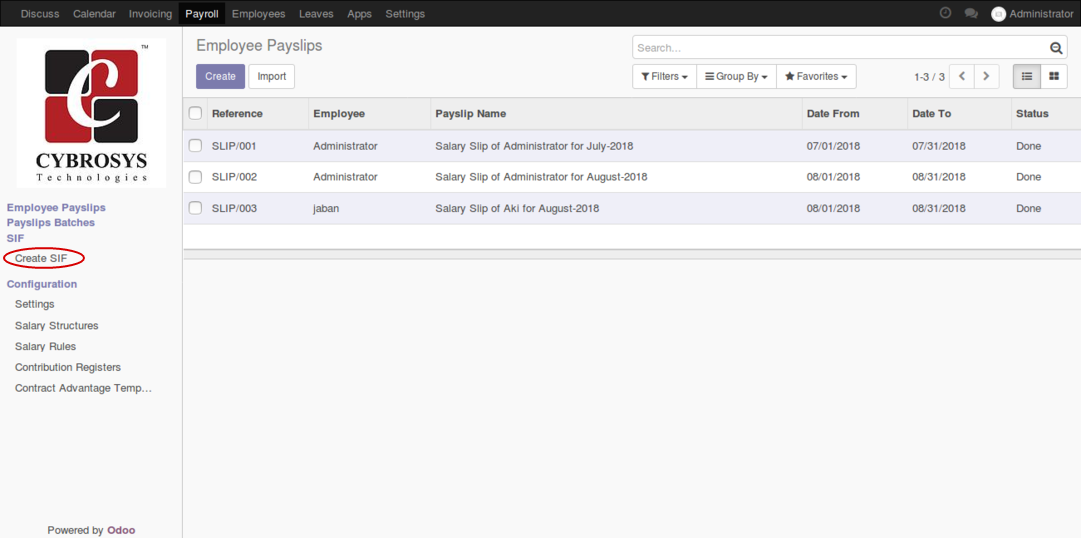 Discuss Calendar Invoicing Payroll Employees Leaves Apps Settings Administrator
TM
C
CYBROSYS
Technologies
Employee Payslips
Payslips Batches
SIF
Create SIF
Configuration
Settings
Salary Structures
Salary Rules
Contribution Registers
Contract Advantage Temp...
Powered by Odoo
Employee Payslips
Search...
Create Import
Filters Group By Favorites 1-3 / 3
Reference Employee Payslip Name Date From Date To Status
SLIP/001 Administrator Salary Slip of Administrator for July-2018 07/01/2018 07/31/2018 Done
SLIP/002 Administrator Salary Slip of Administrator for August-2018 08/01/2018 08/31/2018 Done
SLIP/003 jaban Salary Slip of Aki for August-2018 08/01/2018 08/31/2018 Done